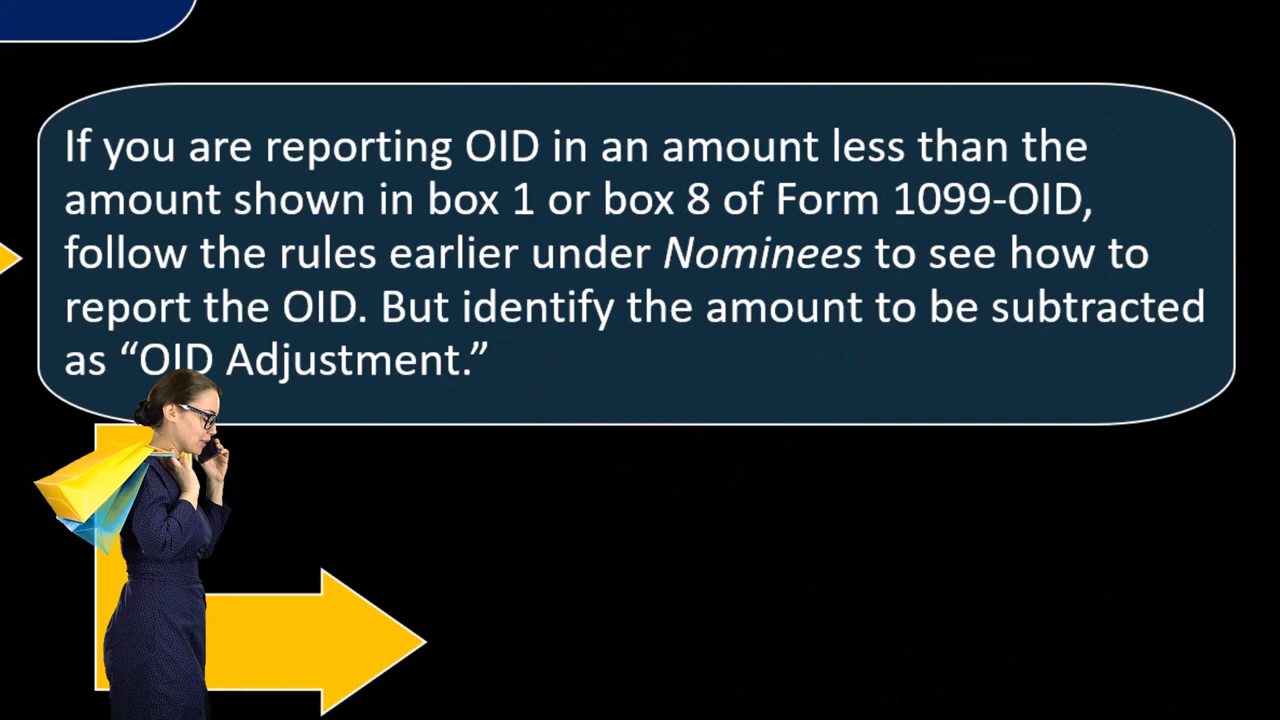 If you are reporting OID in an amount less than the
amount shown in box 1 or box 8 of Form 1099-OID,
follow the rules earlier under Nominees to see how to
report the OID. But identify the amount to be subtracted
as “OID Adjustment.”